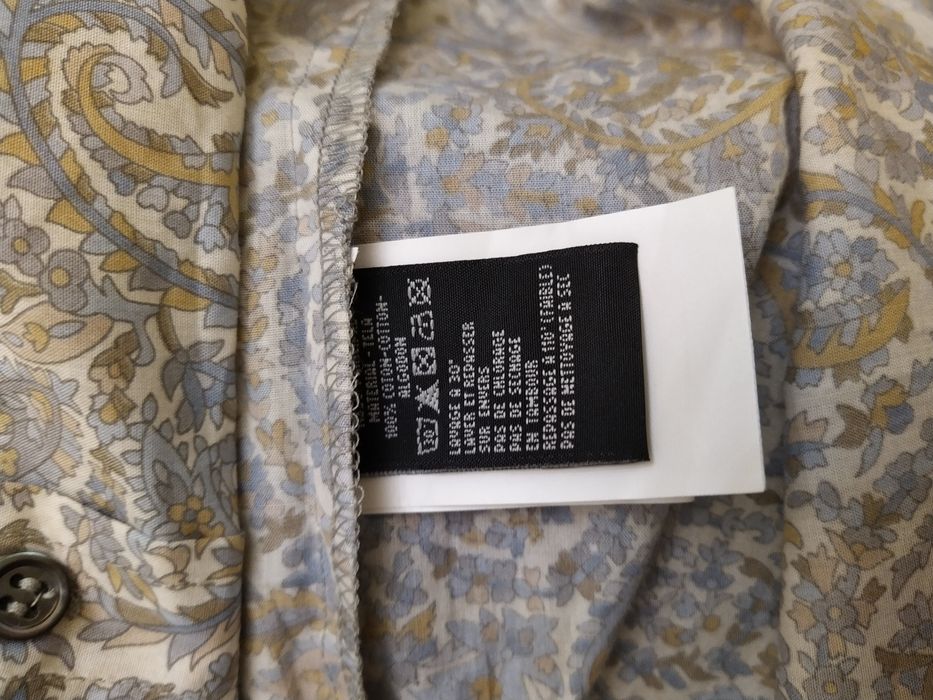 MATERIAL-TELA
100% COTON-COTTON-
ALGODON
30°
LAVAGE A 30°
LAVER ET REPASSER
SUR ENVERS
PAS DE CHLORAGE
PAS DE SECHAGE
EN TAMBOUR
REPASSAGE A 110° (FAIBLE)
PAS DE NETTOYAGE A SEC